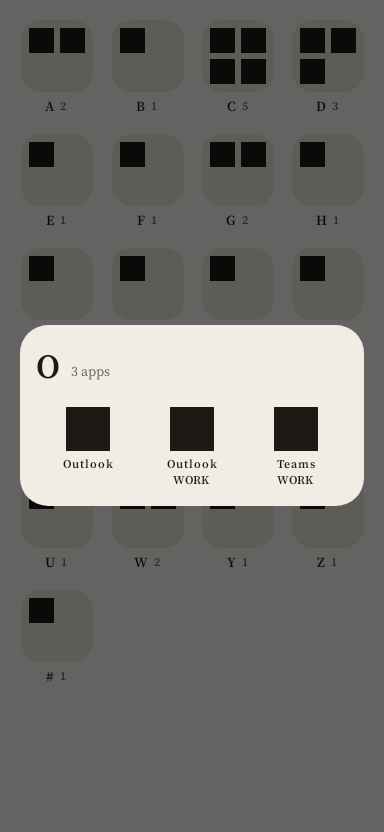 A 2 B 1 C 5 D 3
E 1 F 1 G 2 H 1
O 3 apps
Outlook Outlook Teams
WORK WORK
U 1 W 2 Y 1 Z 1
# 1